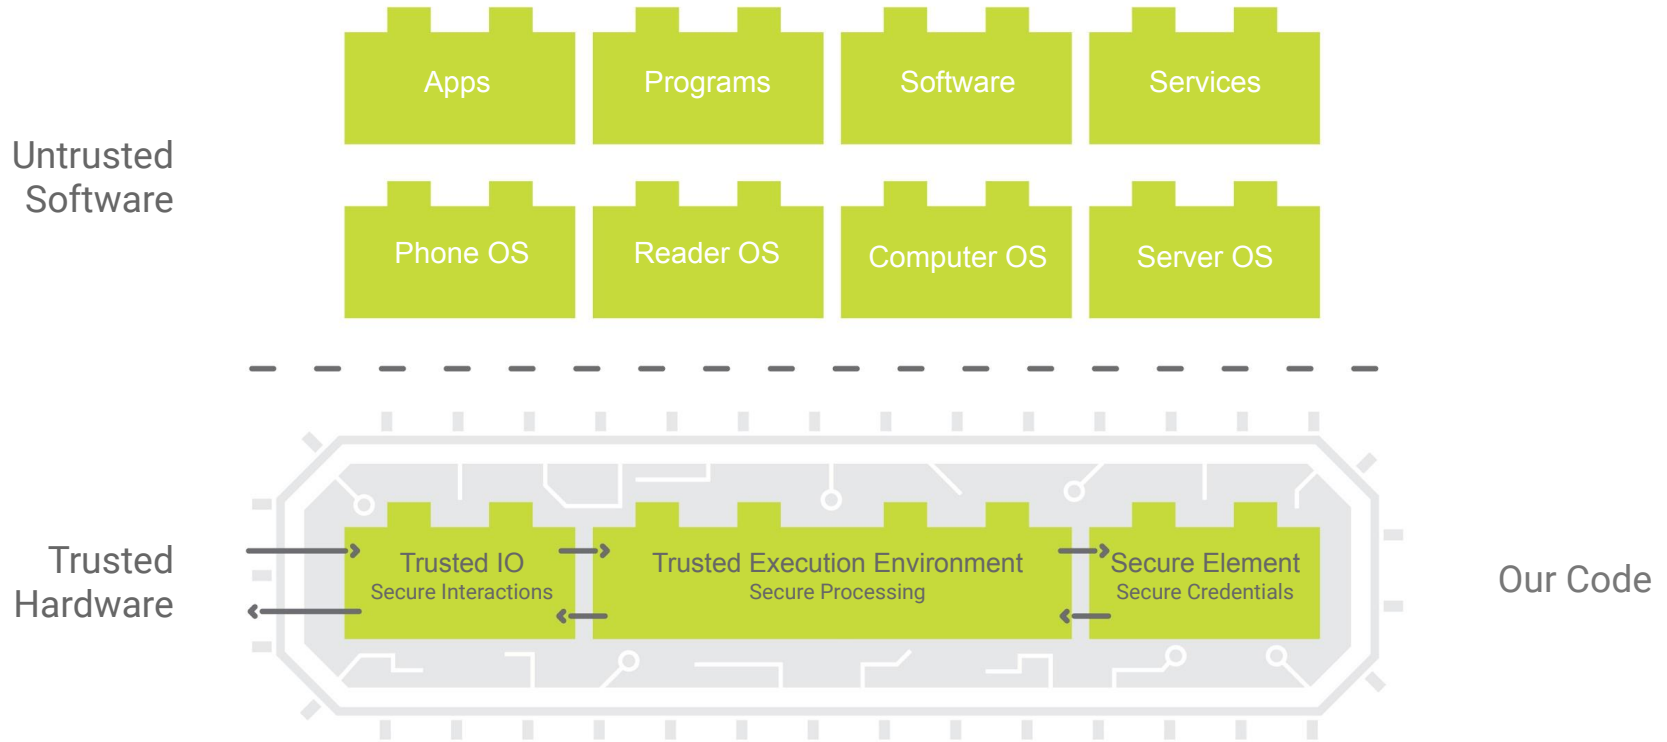 Apps
Programs
Software
Services
Untrusted
Software
Phone OS
Reader OS
Computer OS
Server OS
Trusted
Hardware
Trusted IO
Secure Interactions
Trusted Execution Environment
Secure Processing
Secure Element
Secure Credentials
Our Code